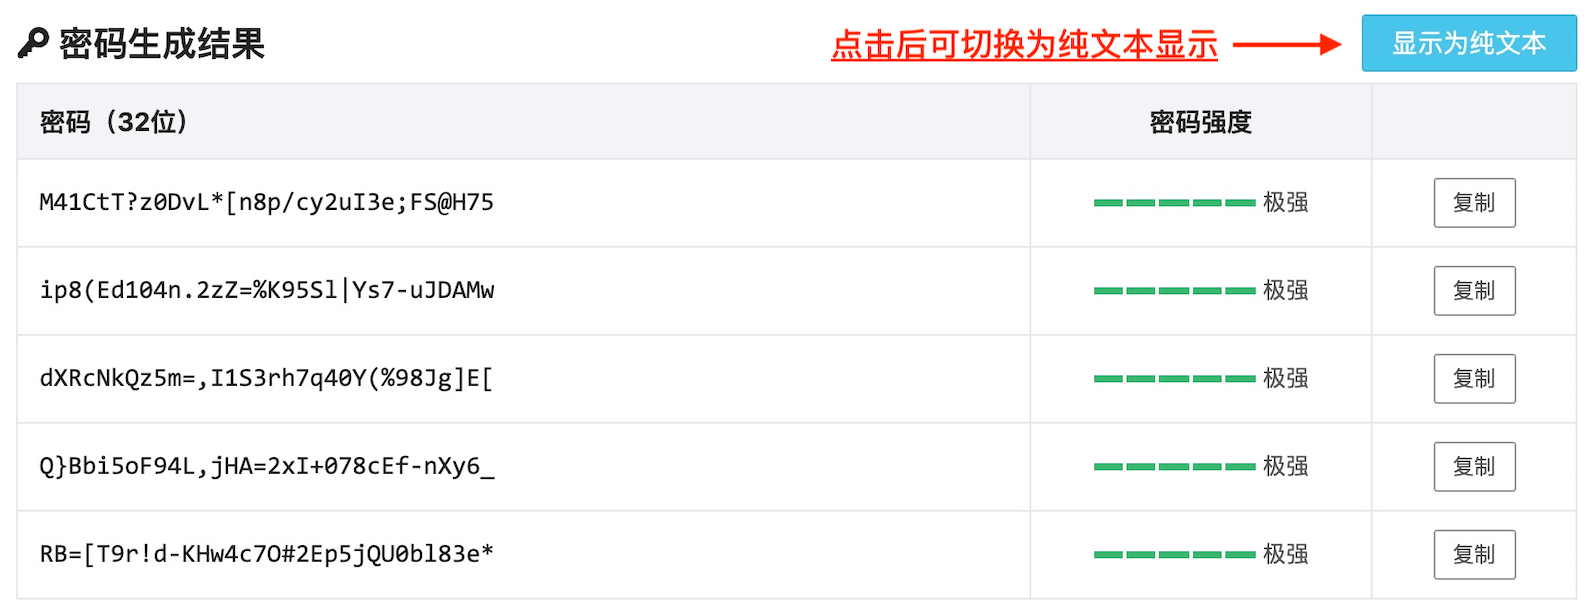 密码生成结果 点击后可切换为纯文本显示 显示为纯文本
密码（32位） 密码强度
M41CtT?z0DvL*[n8p/cy2uI3e;FS@H75 极强 复制
ip8(Ed104n.2zZ=%K95Sl|Ys7-uJDAMw 极强 复制
dXRcNkQz5m=,I1S3rh7q40Y(%98Jg]E[ 极强 复制
Q}Bbi5oF94L,jHA=2xI+078cEf-nXy6_ 极强 复制
RB=[T9r!d-KHw4c7O#2Ep5jQU0bl83e* 极强 复制